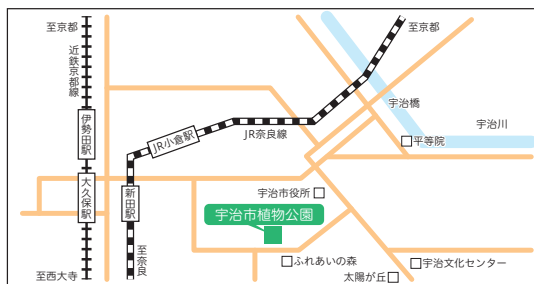 至京都
至京都
近鉄京都線
宇治橋
宇治川
伊勢田駅
JR小倉駅
JR奈良線
平等院
大久保駅
新田駅
宇治市役所
宇治市植物公園
至奈良
ふれあいの森
宇治文化センター
至西大寺
太陽が丘